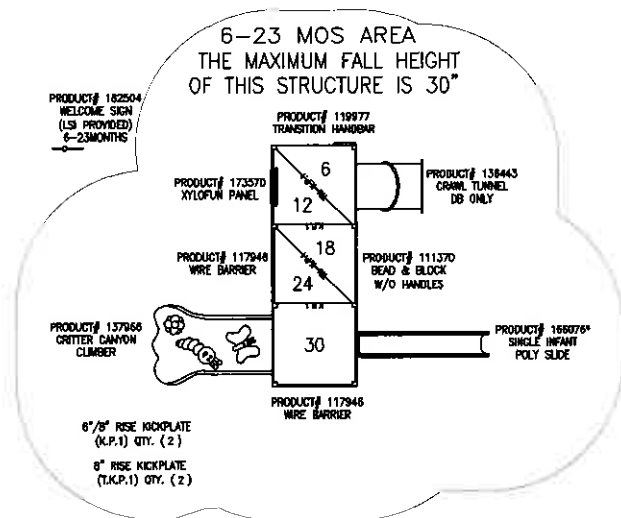 6-23 MOS AREA
THE MAXIMUM FALL HEIGHT
OF THIS STRUCTURE IS 30"
PRODUCT# 182504
WELCOME SIGN
(LSI PROVIDED)
6-23MONTHS
PRODUCT# 119977
TRANSITION HANDBAR
PRODUCT# 173570
XYLOFUN PANEL
6
12
PRODUCT# 138443
CRAWL TUNNEL
DB ONLY
PRODUCT# 117946
WIRE BARRIER
18
24
PRODUCT# 111370
BEAD & BLOCK
W/O HANDLES
PRODUCT# 137966
CRITTER CANYON
CLIMBER
30
PRODUCT# 166076*
SINGLE INFANT
POLY SLIDE
PRODUCT# 117946
WIRE BARRIER
6"/8" RISE KICKPLATE
(K.P.1) QTY. (2)
8" RISE KICKPLATE
(T.K.P.1) QTY. (2)